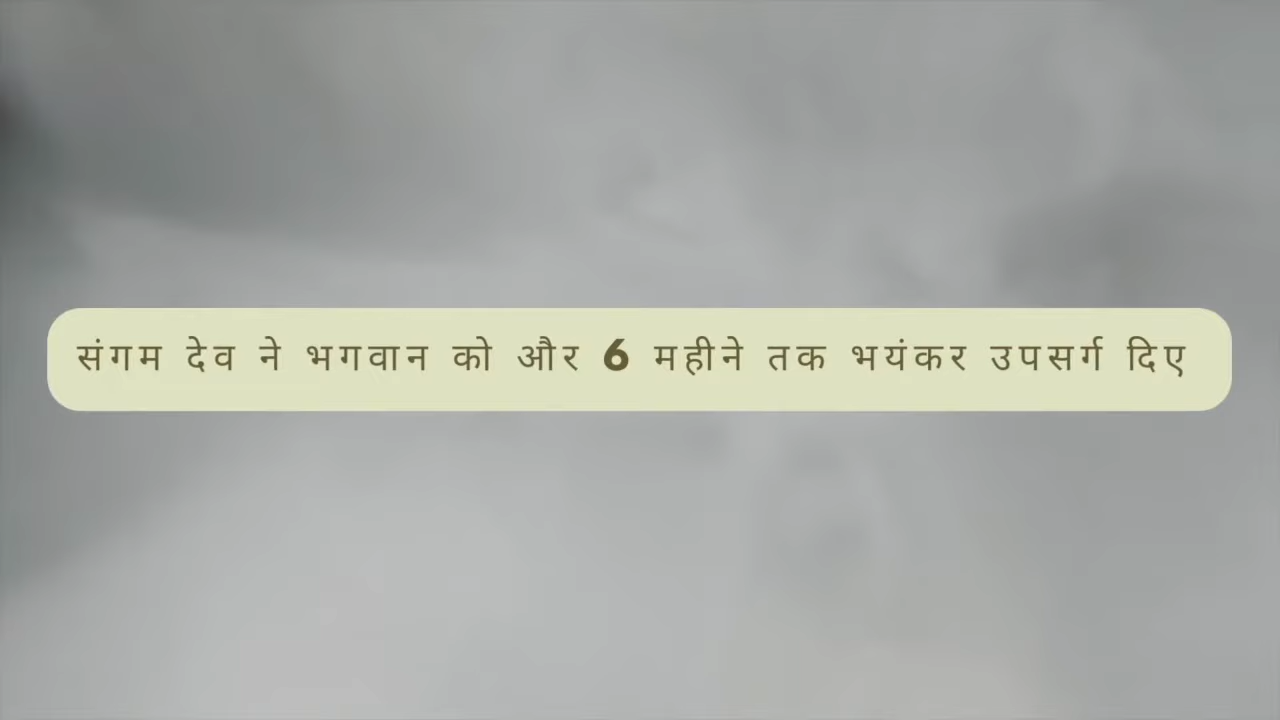 संगम देव ने भगवान को और 6 महीने तक भयंकर उपसर्ग दिए